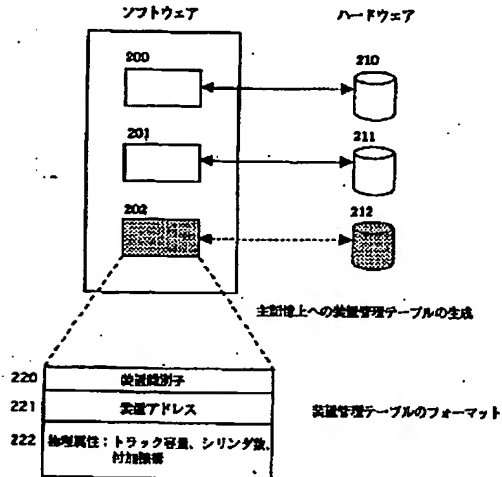 ソフトウェア
ハードウェア
200
210
201
211
202
212
主記憶上への装置管理テーブルの生成
220 装置識別子
221 装置アドレス
装置管理テーブルのフォーマット
222 物理属性：トラック容量、シリンダ数、
付加機構